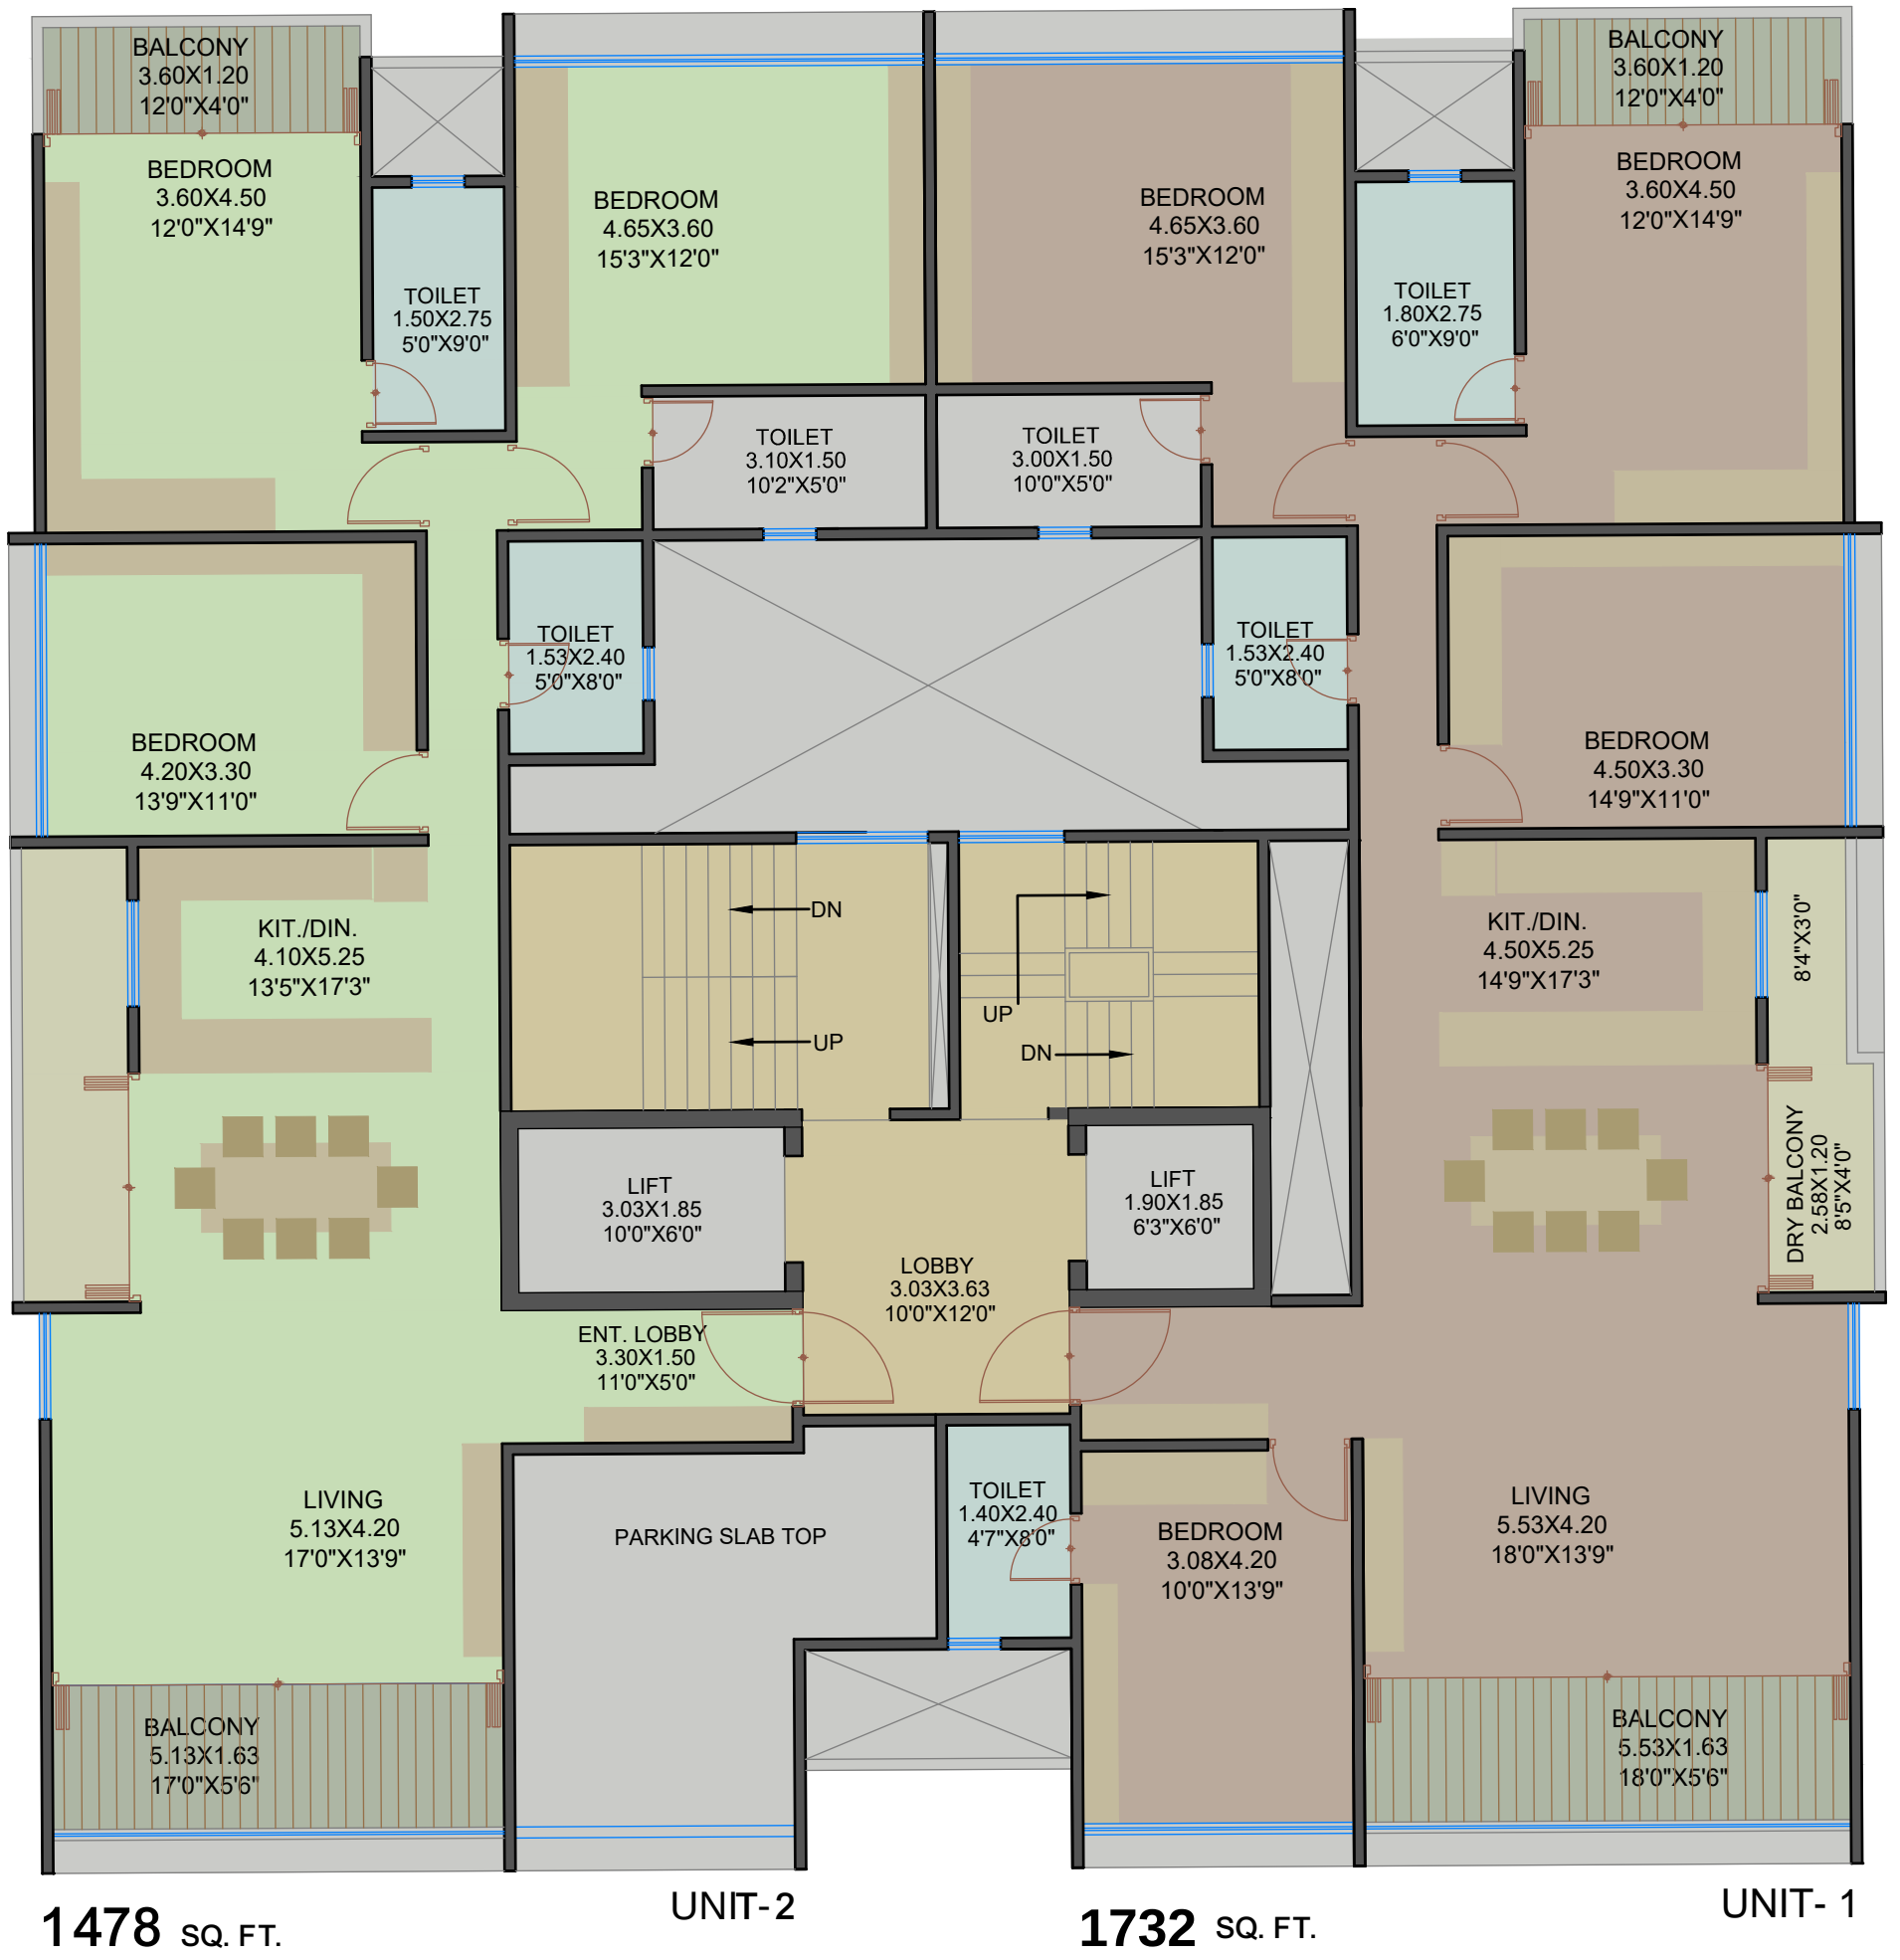 BALCONY
3.60X1.20
12'0"X4'0"
BALCONY
3.60X1.20
12'0"X4'0"
BEDROOM
3.60X4.50
12'0"X14'9"
BEDROOM
4.65X3.60
15'3"X12'0"
BEDROOM
4.65X3.60
15'3"X12'0"
BEDROOM
3.60X4.50
12'0"X14'9"
TOILET
1.50X2.75
5'0"X9'0"
TOILET
1.80X2.75
6'0"X9'0"
TOILET
3.10X1.50
10'2"X5'0"
TOILET
3.00X1.50
10'0"X5'0"
TOILET
1.53X2.40
5'0"X8'0"
TOILET
1.53X2.40
5'0"X8'0"
BEDROOM
4.20X3.30
13'9"X11'0"
BEDROOM
4.50X3.30
14'9"X11'0"
KIT./DIN.
4.10X5.25
13'5"X17'3"
DN
UP
UP
DN
KIT./DIN.
4.50X5.25
14'9"X17'3"
8'4"X3'0"
LIFT
3.03X1.85
10'0"X6'0"
LIFT
1.90X1.85
6'3"X6'0"
DRY BALCONY
2.58X1.20
8'5"X4'0"
LOBBY
3.03X3.63
10'0"X12'0"
ENT. LOBBY
3.30X1.50
11'0"X5'0"
LIVING
5.13X4.20
17'0"X13'9"
PARKING SLAB TOP
TOILET
1.40X2.40
4'7"X8'0"
BEDROOM
3.08X4.20
10'0"X13'9"
LIVING
5.53X4.20
18'0"X13'9"
BALCONY
5.13X1.63
17'0"X5'6"
BALCONY
5.53X1.63
18'0"X5'6"
1478 SQ. FT.
UNIT-2
1732 SQ. FT.
UNIT- 1